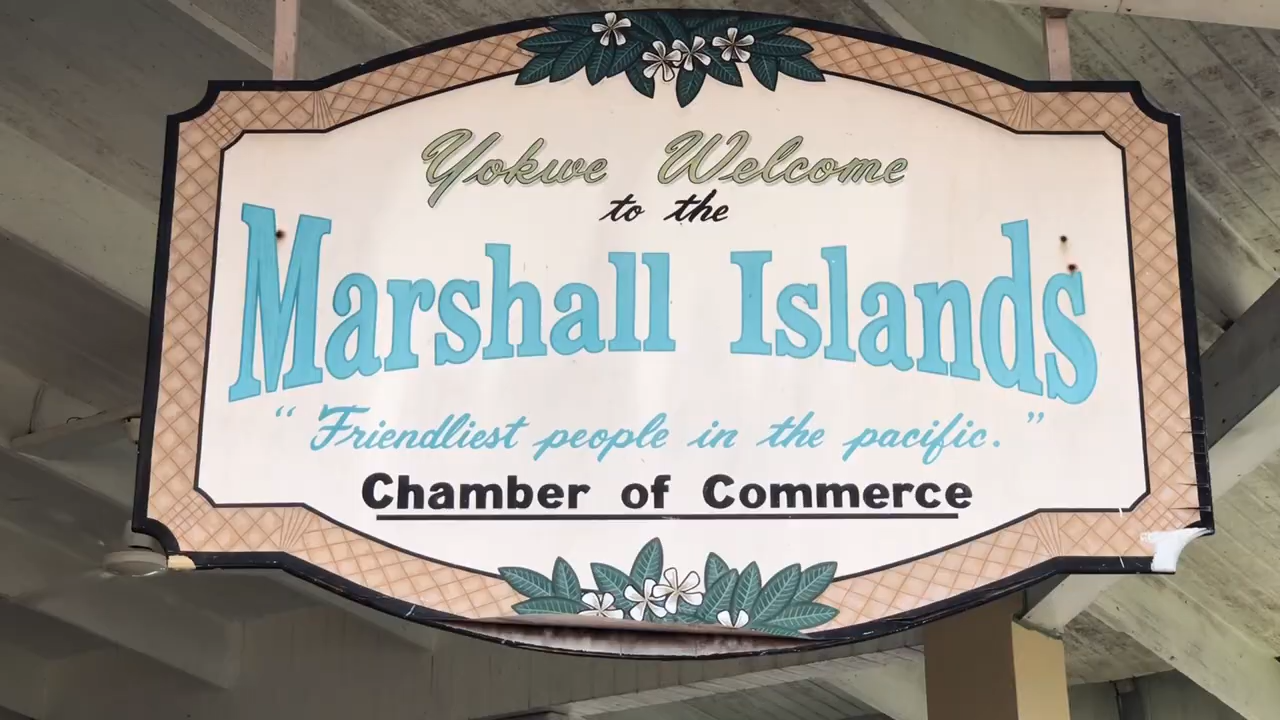 Yokwe Welcome
to the
Marshall Islands
“Friendliest people in the pacific.”
Chamber of Commerce